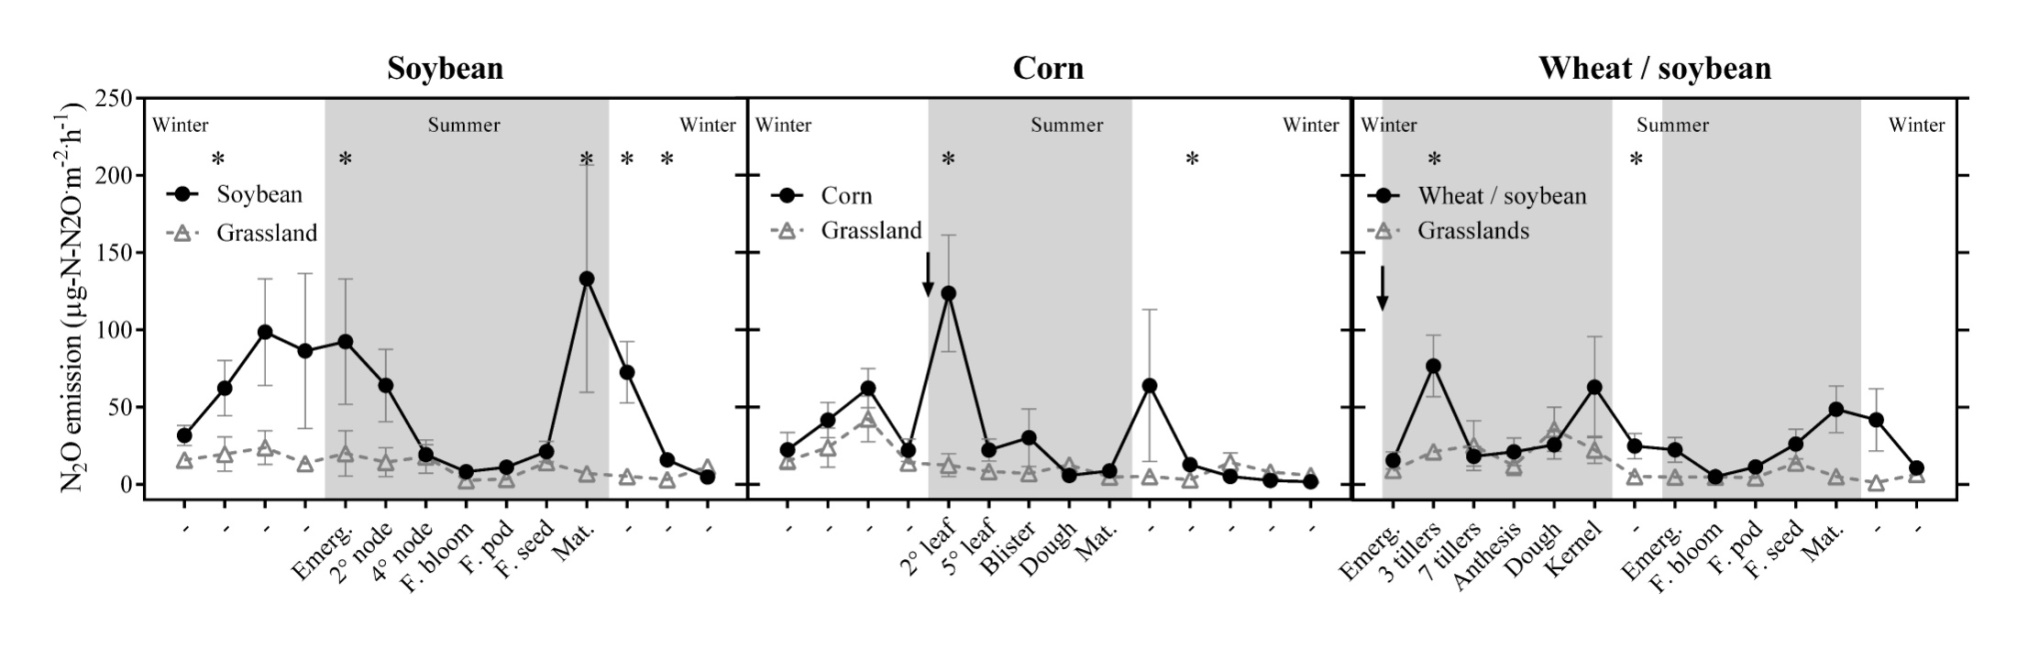 Soybean
Corn
Wheat / soybean
N2O emission (µg-N-N2O·m-2·h-1)
250
200
150
100
50
0
Winter
Summer
Winter
* * * * *
Soybean
Grassland
- - - - Emerg. 2° node 4° node F. bloom F. pod F. seed Mat. - - -
Winter
Summer
Winter
* *
Corn
Grassland
- - - - 2° leaf 5° leaf Blister Dough Mat. - - - - -
Winter
Summer
Winter
* *
Wheat / soybean
Grasslands
Emerg. 3 tillers 7 tillers Anthesis Dough Kernel - Emerg. F. bloom F. pod F. seed Mat. - -